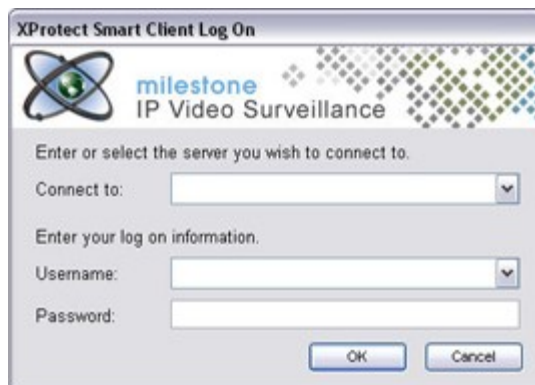 XProtect Smart Client Log On
milestone
IP Video Surveillance
Enter or select the server you wish to connect to.
Connect to:
Enter your log on information.
Username:
Password:
OK
Cancel